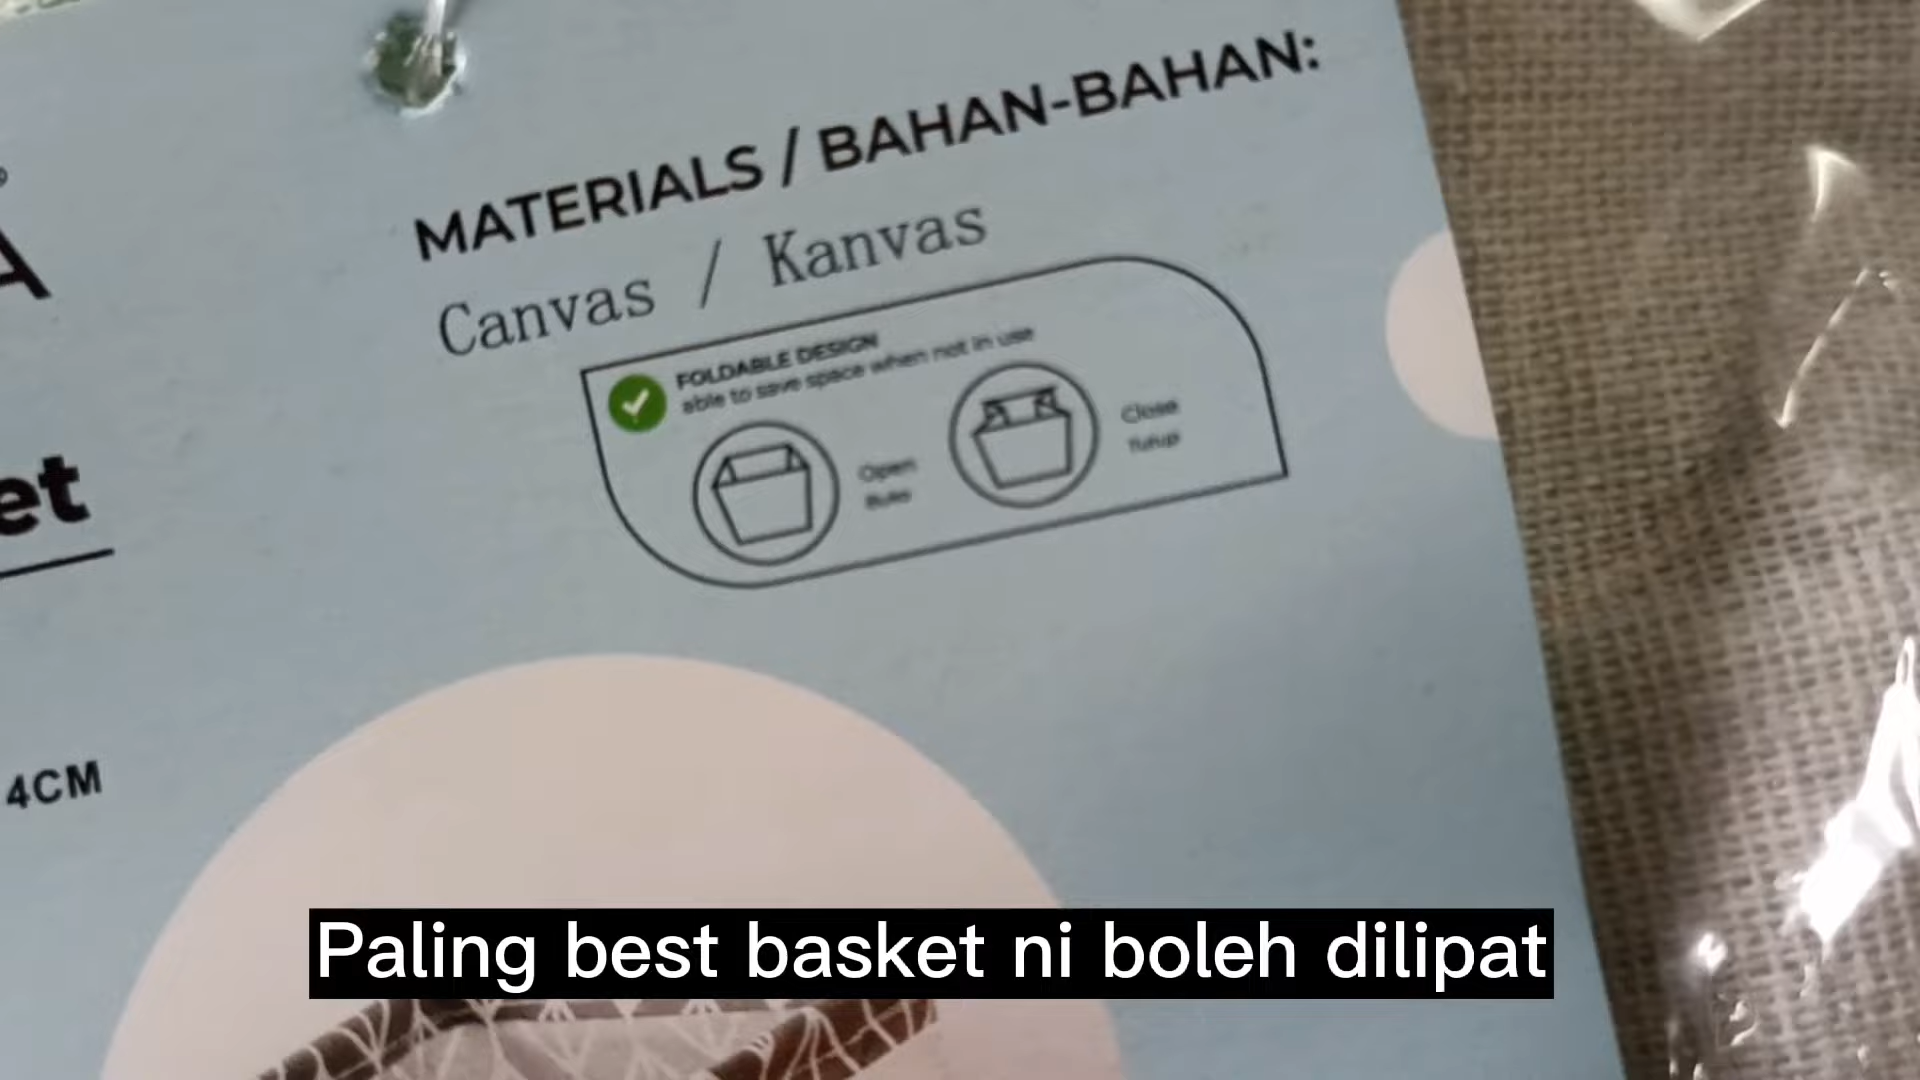 MATERIALS / BAHAN-BAHAN:
Canvas / Kanvas
FOLDABLE DESIGN
able to save space when not in use
Open
Buka
Close
Tutup
A
et
4CM
Paling best basket ni boleh dilipat